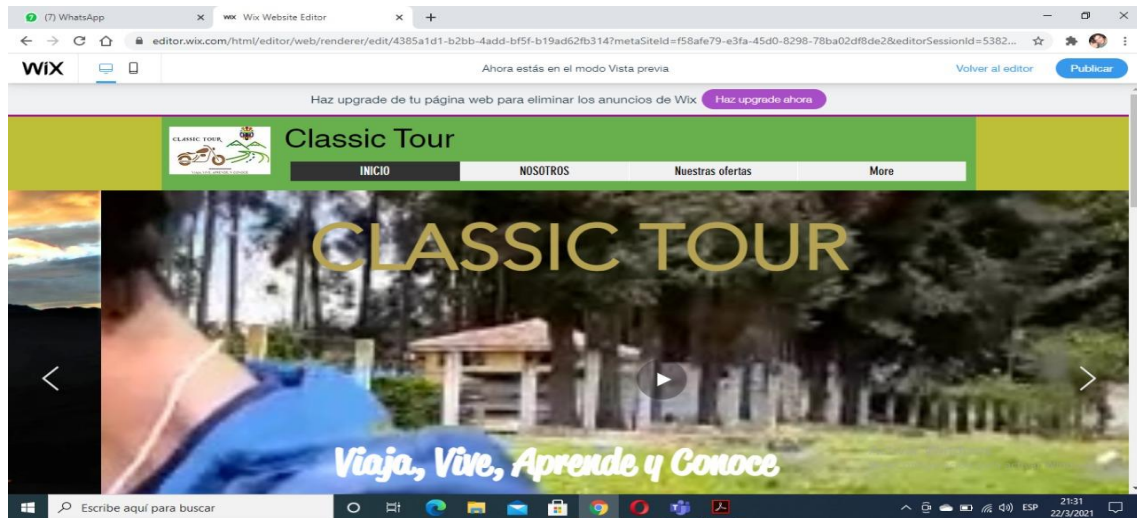 (7) WhatsApp
WiX Wix Website Editor
editor.wix.com/html/editor/web/renderer/edit/4385a1d1-b2bb-4add-bf5f-b19ad62fb314?metaSiteId=f58afe79-e3fa-45d0-8298-78ba02df8de2&editorSessionId=5382...
WiX
Ahora estás en el modo Vista previa
Volver al editor
Publicar
Haz upgrade de tu página web para eliminar los anuncios de Wix
Haz upgrade ahora
CLASSIC TOUR
Classic Tour
INICIO
NOSOTROS
Nuestras ofertas
More
CLASSIC TOUR
Viaja, Vive, Aprende y Conoce
Escribe aquí para buscar
ESP
21:31
22/3/2021